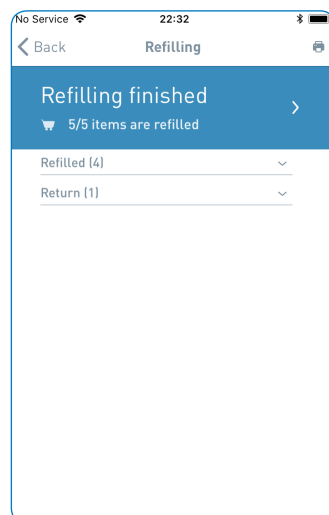 No Service 22:32
Back Refilling
Refilling finished
5/5 items are refilled
Refilled (4)
Return (1)